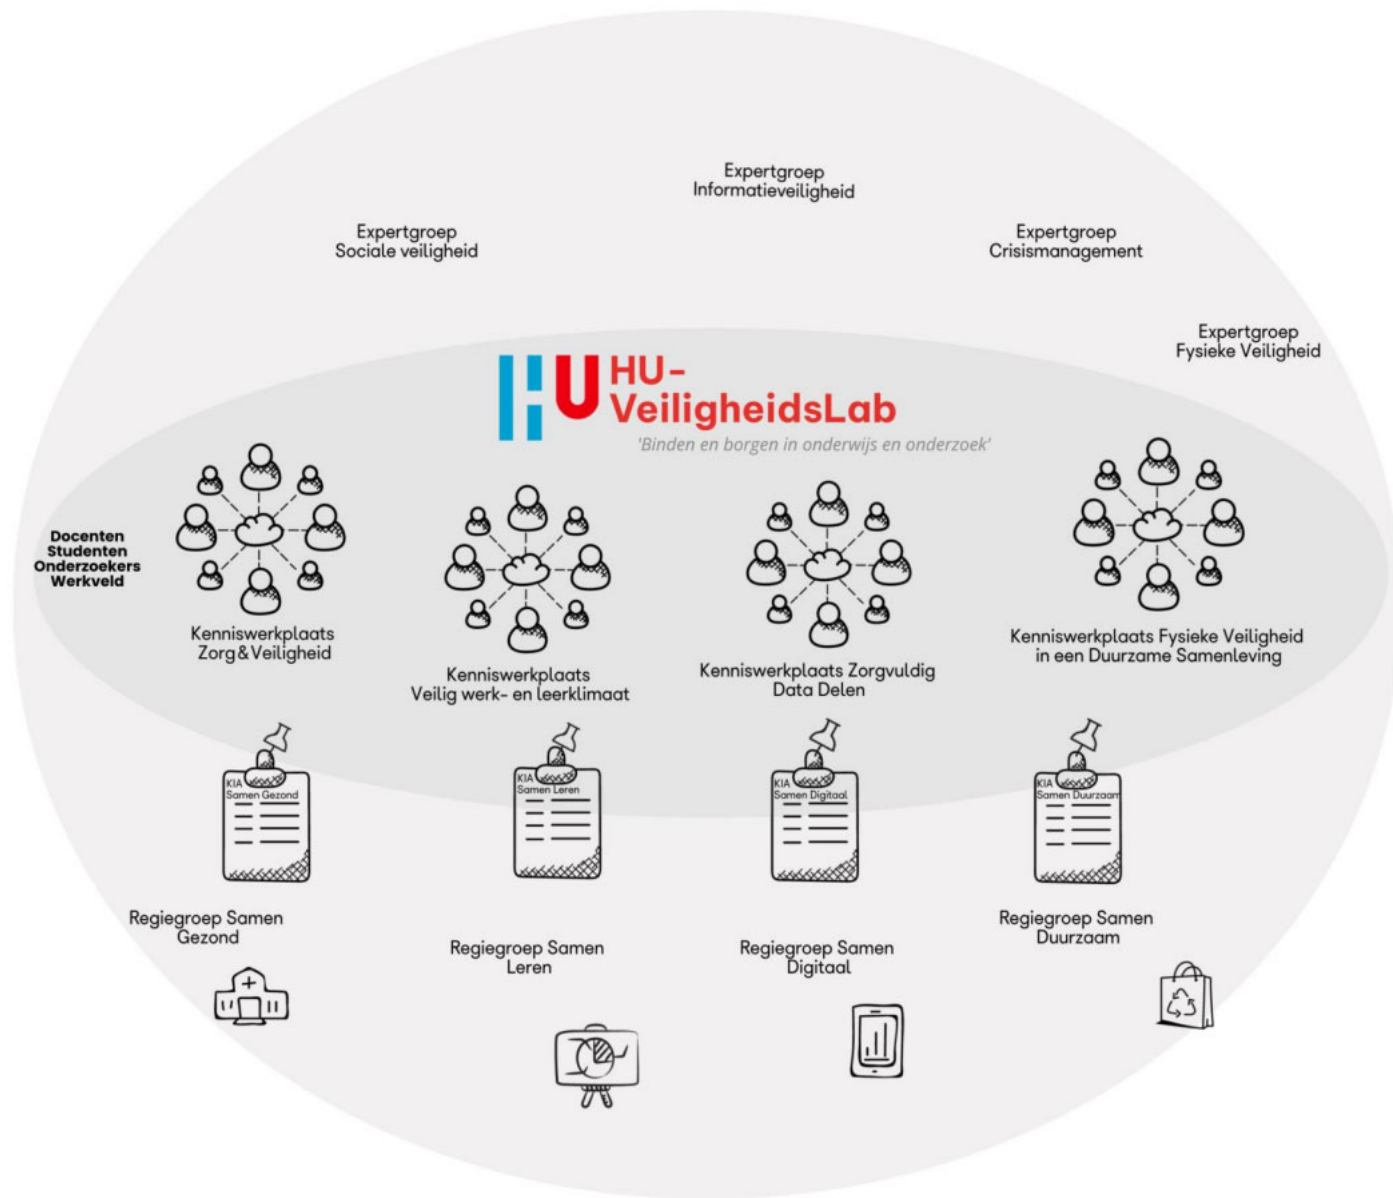 Expertgroep
Informatieveiligheid
Expertgroep
Sociale veiligheid
Expertgroep
Crisismanagement
Expertgroep
Fysieke Veiligheid
HU HU-
VeiligheidsLab
'Binden en borgen in onderwijs en onderzoek'
Docenten
Studenten
Onderzoekers
Werkveld
Kenniswerkplaats
Zorg & Veiligheid
Kenniswerkplaats
Veilig werk- en leerklimaat
Kenniswerkplaats Zorgvuldig
Data Delen
Kenniswerkplaats Fysieke Veiligheid
in een Duurzame Samenleving
KIA
Samen Gezond
KIA
Samen Leren
KIA
Samen Digitaal
KIA
Samen Duurzaam
Regiegroep Samen
Gezond
Regiegroep Samen
Leren
Regiegroep Samen
Digitaal
Regiegroep Samen
Duurzaam